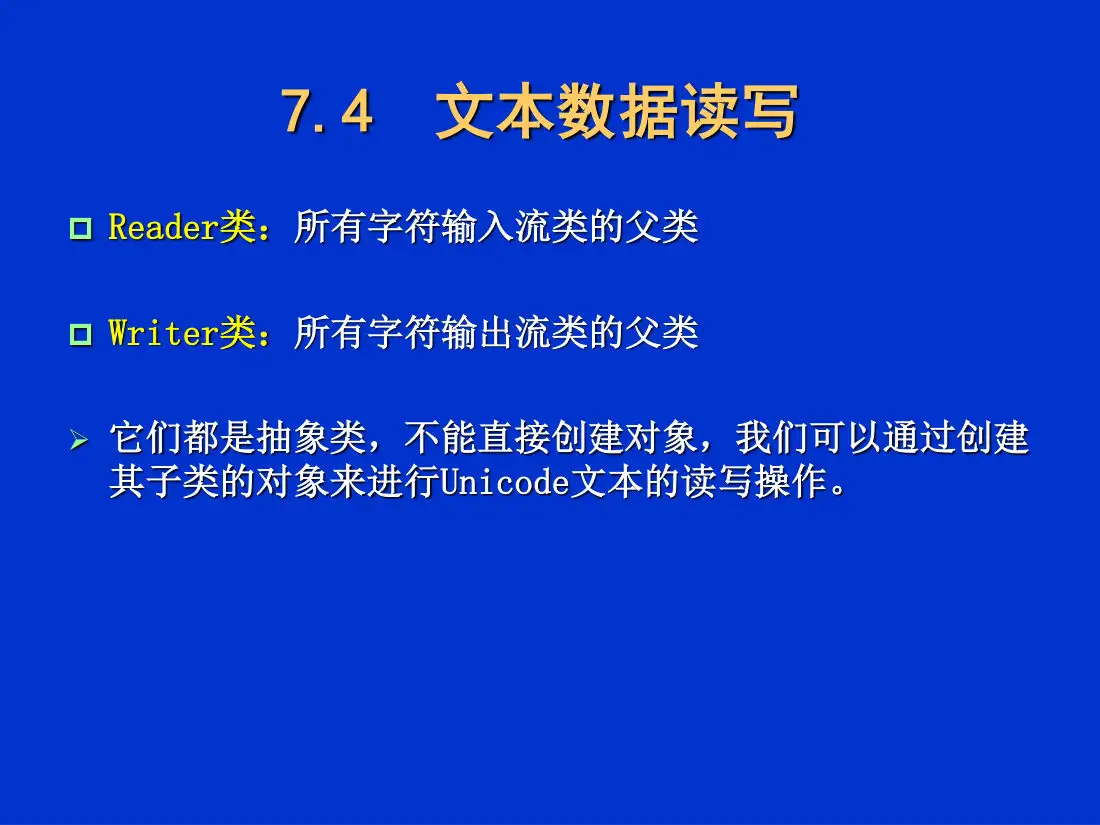 7.4 文本数据读写
Reader类：所有字符输入流类的父类
Writer类：所有字符输出流类的父类
它们都是抽象类，不能直接创建对象，我们可以通过创建
其子类的对象来进行Unicode文本的读写操作。